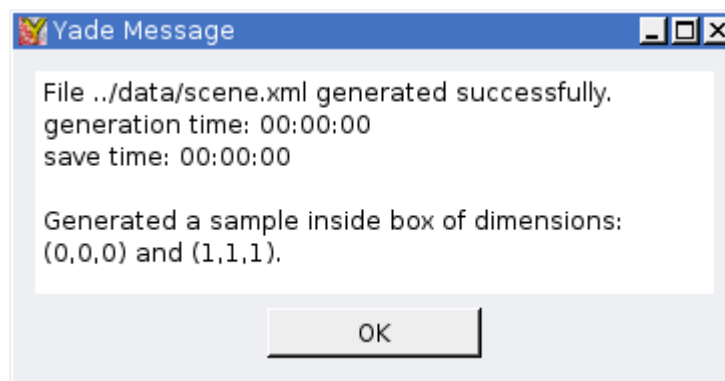 Yade Message
File ../data/scene.xml generated successfully.
generation time: 00:00:00
save time: 00:00:00
Generated a sample inside box of dimensions:
(0,0,0) and (1,1,1).
OK